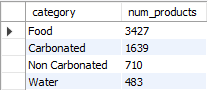 category num_products
Food 3427
Carbonated 1639
Non Carbonated 710
Water 483